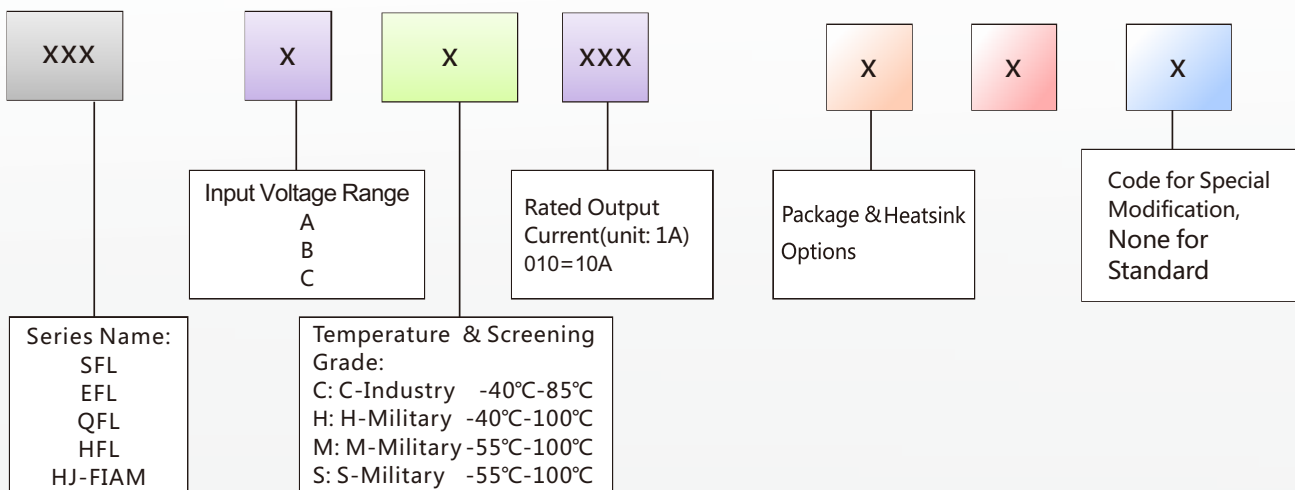 XXX
X
X
XXX
X
X
X
Input Voltage Range
A
B
C
Rated Output
Current(unit: 1A)
010=10A
Package & Heatsink
Options
Code for Special
Modification,
None for
Standard
Series Name:
SFL
EFL
QFL
HFL
HJ-FIAM
Temperature & Screening
Grade:
C: C-Industry -40℃-85℃
H: H-Military -40℃-100℃
M: M-Military -55℃-100℃
S: S-Military -55℃-100℃